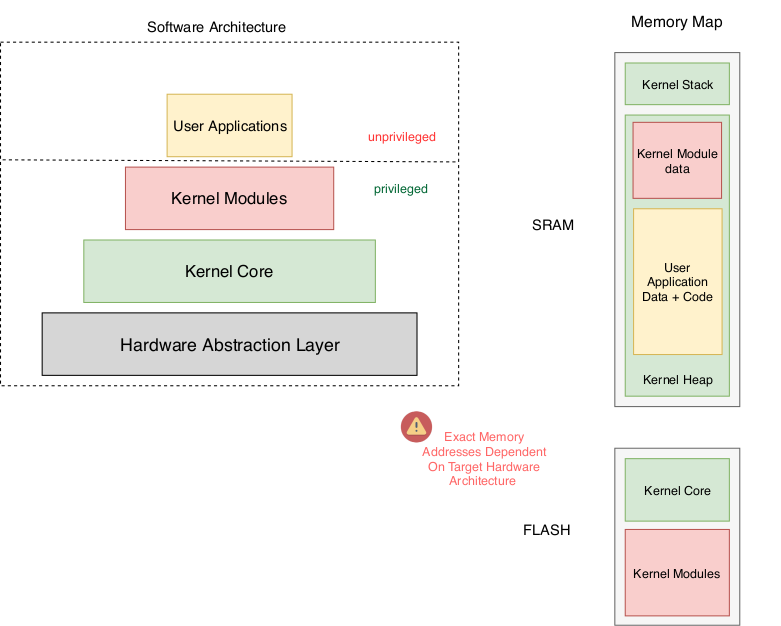 Software Architecture
User Applications
unprivileged
Kernel Modules
privileged
Kernel Core
Hardware Abstraction Layer
Memory Map
Kernel Stack
Kernel Module
data
SRAM
User
Application
Data + Code
Kernel Heap
Exact Memory
Addresses Dependent
On Target Hardware
Architecture
FLASH
Kernel Core
Kernel Modules